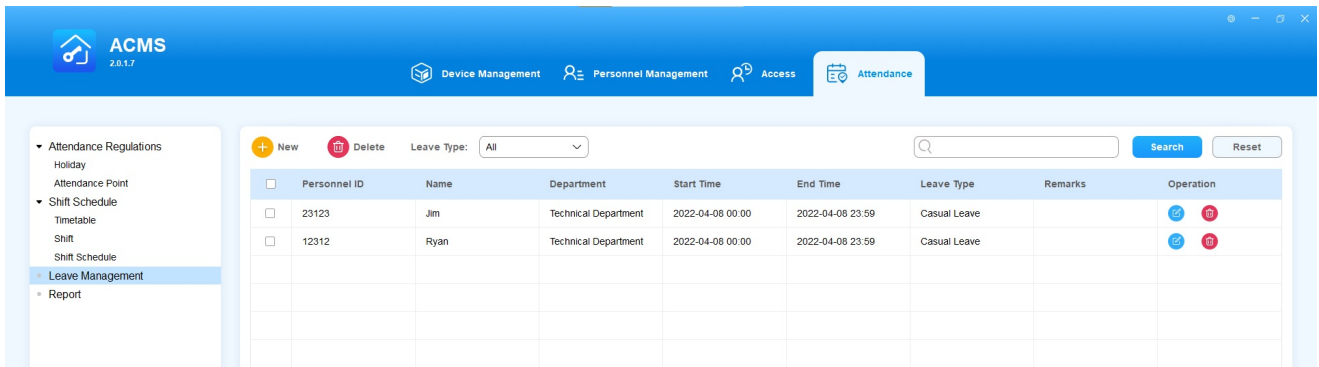 ACMS
2.0.1.7
Device Management Personnel Management Access Attendance
Attendance Regulations
Holiday
Attendance Point
Shift Schedule
Timetable
Shift
Shift Schedule
Leave Management
Report
New Delete Leave Type: All Search Reset
Personnel ID Name Department Start Time End Time Leave Type Remarks Operation
23123 Jim Technical Department 2022-04-08 00:00 2022-04-08 23:59 Casual Leave
12312 Ryan Technical Department 2022-04-08 00:00 2022-04-08 23:59 Casual Leave